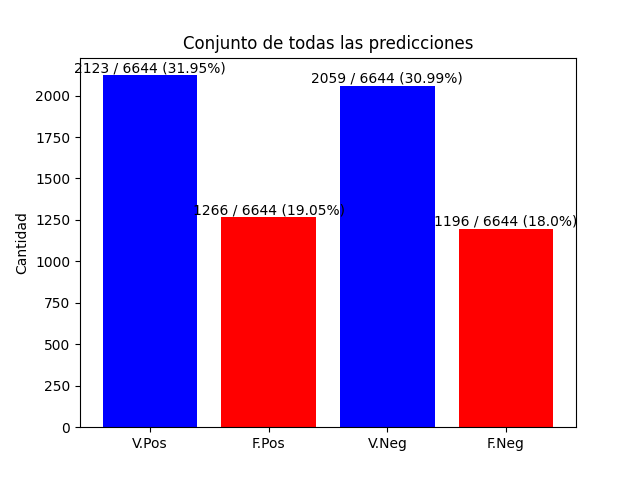 Conjunto de todas las predicciones
2123 / 6644 (31.95%)
2059 / 6644 (30.99%)
1266 / 6644 (19.05%)
1196 / 6644 (18.0%)
Cantidad
2000
1750
1500
1250
1000
750
500
250
0
V.Pos
F.Pos
V.Neg
F.Neg